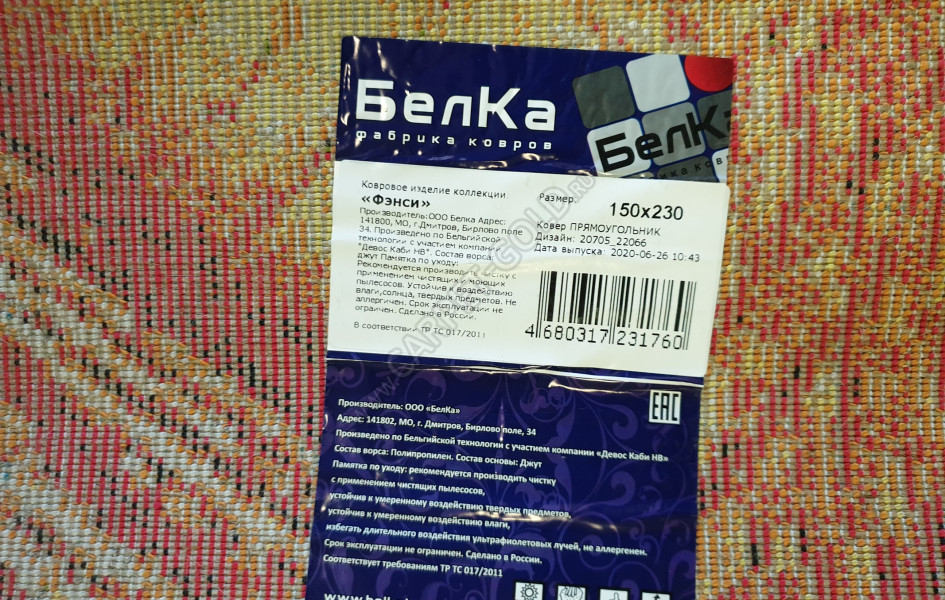 БелКа
фабрика ковров
БелКа
Ковровое изделие коллекции:
«Фэнси»
Производитель:ООО Белка Адрес:
141800, МО, г.Дмитров, Бирлово поле
34. Произведено по Бельгийской
технологии с участием компании
"Девос Каби НВ". Состав ворса:
джут Памятка по уходу:
Рекомендуется производить чистку с
применением чистящих и моющих
пылесосов. Устойчив к воздействию
влаги,солнца, твердых предметов. Не
аллергичен. Срок эксплуатации не
ограничен. Сделано в России.
В соответствии ТР ТС 017/2011
Размер:
150x230
Ковер ПРЯМОУГОЛЬНИК
Дизайн: 20705_22066
Дата выпуска: 2020-06-26 10:43
4 680317 231760
EAC
Производитель: ООО «БелКа»
Адрес: 141802, МО, г. Дмитров, Бирлово поле, 34
Произведено по Бельгийской технологии с участием компании «Девос Каби НВ»
Состав ворса: Полипропилен. Состав основы: Джут
Памятка по уходу: рекомендуется производить чистку
с применением чистящих пылесосов,
устойчив к умеренному воздействию твердых предметов,
устойчив к умеренному воздействию влаги,
избегать длительного воздействия ультрафиолетовых лучей, не аллергенен.
Срок эксплуатации не ограничен. Сделано в России.
Соответствует требованиям ТР ТС 017/2011